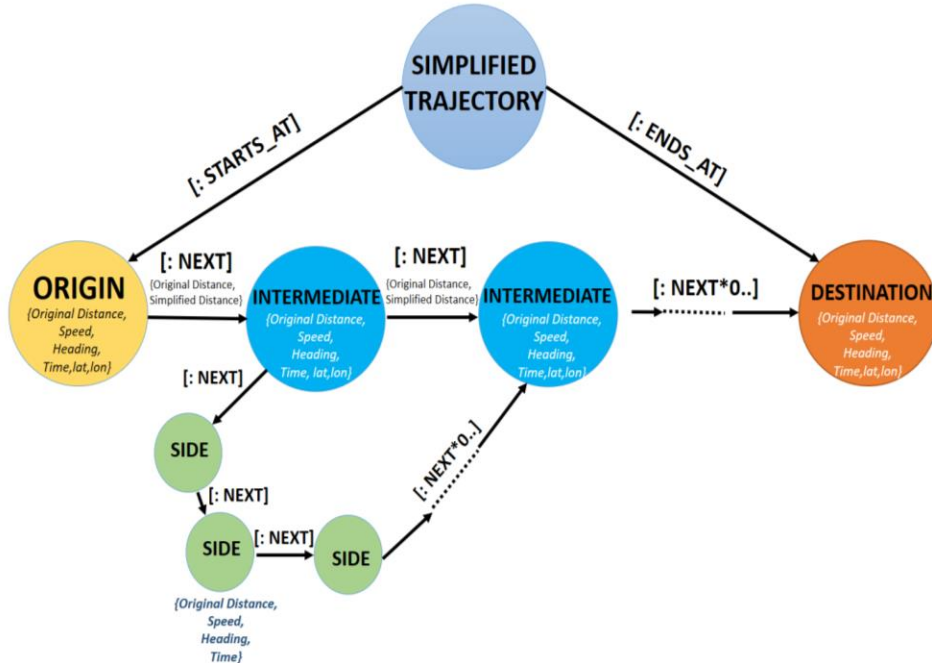 SIMPLIFIED
TRAJECTORY
[: STARTS_AT]
[: ENDS_AT]
ORIGIN
{Original Distance,
Speed,
Heading,
Time,lat,lon}
[: NEXT]
{Original Distance,
Simplified Distance}
INTERMEDIATE
{Original Distance,
Speed,
Heading,
Time, lat,lon}
[: NEXT]
{Original Distance,
Simplified Distance}
INTERMEDIATE
{Original Distance,
Speed,
Heading,
Time,lat,lon}
[: NEXT*0..]
DESTINATION
{Original Distance,
Speed,
Heading,
Time,lat,lon}
[: NEXT]
SIDE
[: NEXT]
SIDE
{Original Distance,
Speed,
Heading,
Time}
[: NEXT]
SIDE
[: NEXT*0..]